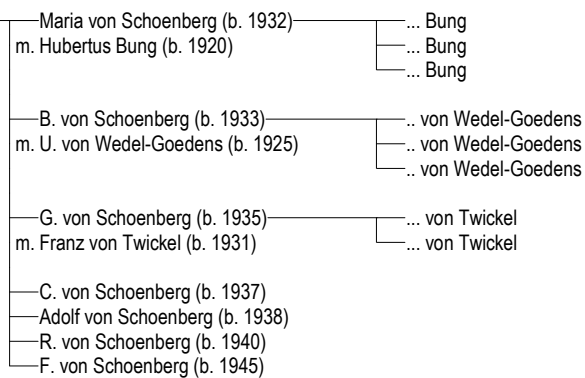 Maria von Schoenberg (b. 1932) ... Bung
m. Hubertus Bung (b. 1920) ... Bung
... Bung
B. von Schoenberg (b. 1933) .. von Wedel-Goedens
m. U. von Wedel-Goedens (b. 1925) .. von Wedel-Goedens
.. von Wedel-Goedens
G. von Schoenberg (b. 1935) ... von Twickel
m. Franz von Twickel (b. 1931) ... von Twickel
C. von Schoenberg (b. 1937)
Adolf von Schoenberg (b. 1938)
R. von Schoenberg (b. 1940)
F. von Schoenberg (b. 1945)